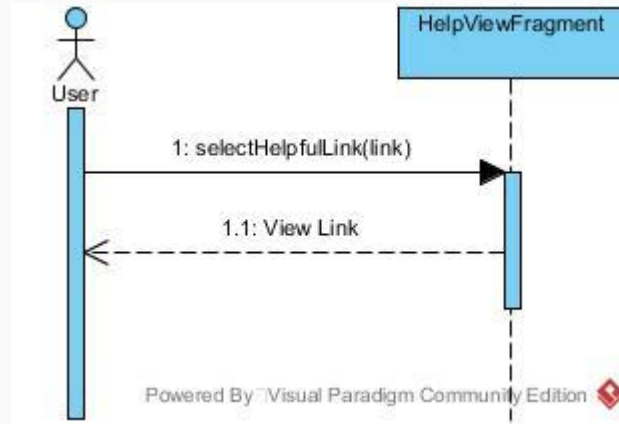 HelpViewFragment
User
1: selectHelpfulLink(link)
1.1: View Link
Powered By Visual Paradigm Community Edition